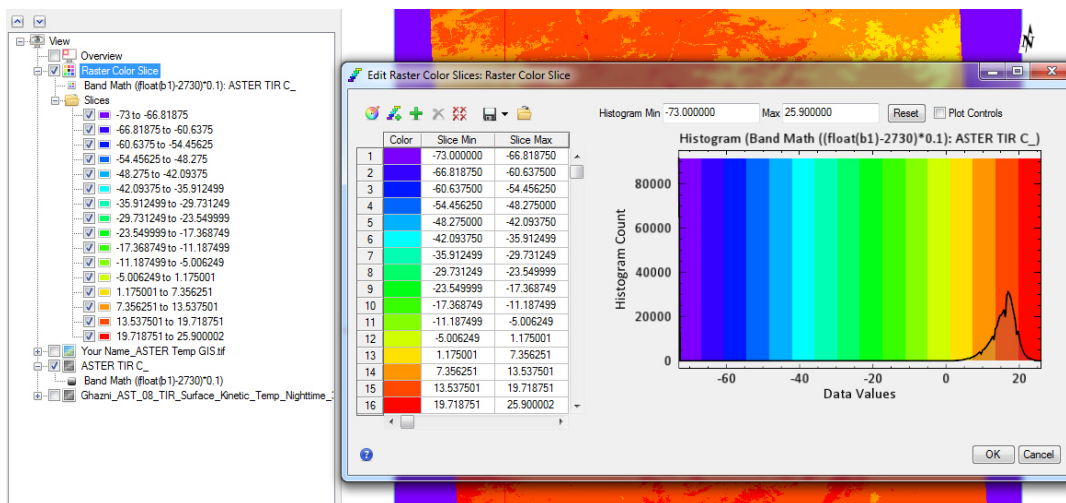 View
Overview
Raster Color Slice
Band Math ((float(b1)-2730)*0.1): ASTER TIR C_
Slices
-73 to -66.81875
-66.81875 to -60.6375
-60.6375 to -54.45625
-54.45625 to -48.275
-48.275 to -42.09375
-42.09375 to -35.912499
-35.912499 to -29.731249
-29.731249 to -23.549999
-23.549999 to -17.368749
-17.368749 to -11.187499
-11.187499 to -5.006249
-5.006249 to 1.175001
1.175001 to 7.356251
7.356251 to 13.537501
13.537501 to 19.718751
19.718751 to 25.900002
Your Name_ASTER Temp GIS.tif
ASTER TIR C_
Band Math ((float(b1)-2730)*0.1)
Ghazni_AST_08_TIR_Surface_Kinetic_Temp_Nighttime_
N
Edit Raster Color Slices: Raster Color Slice
Histogram Min -73.000000 Max 25.900000 Reset Plot Controls
Color Slice Min Slice Max
1 -73.000000 -66.818750
2 -66.818750 -60.637500
3 -60.637500 -54.456250
4 -54.456250 -48.275000
5 -48.275000 -42.093750
6 -42.093750 -35.912499
7 -35.912499 -29.731249
8 -29.731249 -23.549999
9 -23.549999 -17.368749
10 -17.368749 -11.187499
11 -11.187499 -5.006249
12 -5.006249 1.175001
13 1.175001 7.356251
14 7.356251 13.537501
15 13.537501 19.718751
16 19.718751 25.900002
Histogram (Band Math ((float(b1)-2730)*0.1): ASTER TIR C_)
Histogram Count
80000
60000
40000
20000
0
-60 -40 -20 0 20
Data Values
OK Cancel